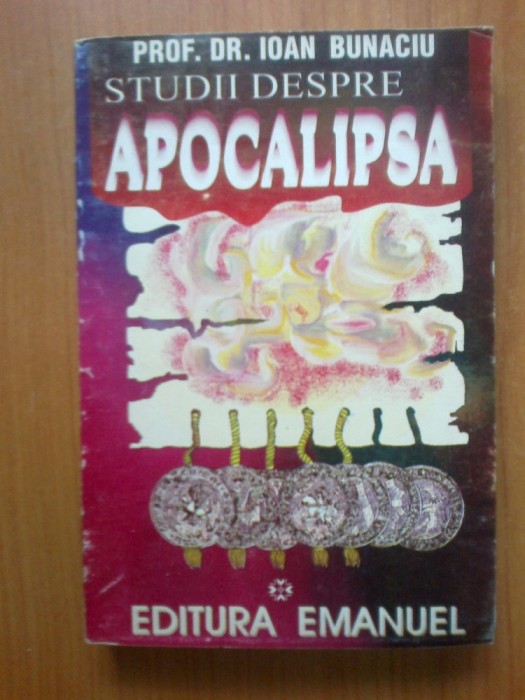 PROF. DR. IOAN BUNACIU
STUDII DESPRE
APOCALIPSA
EDITURA EMANUEL